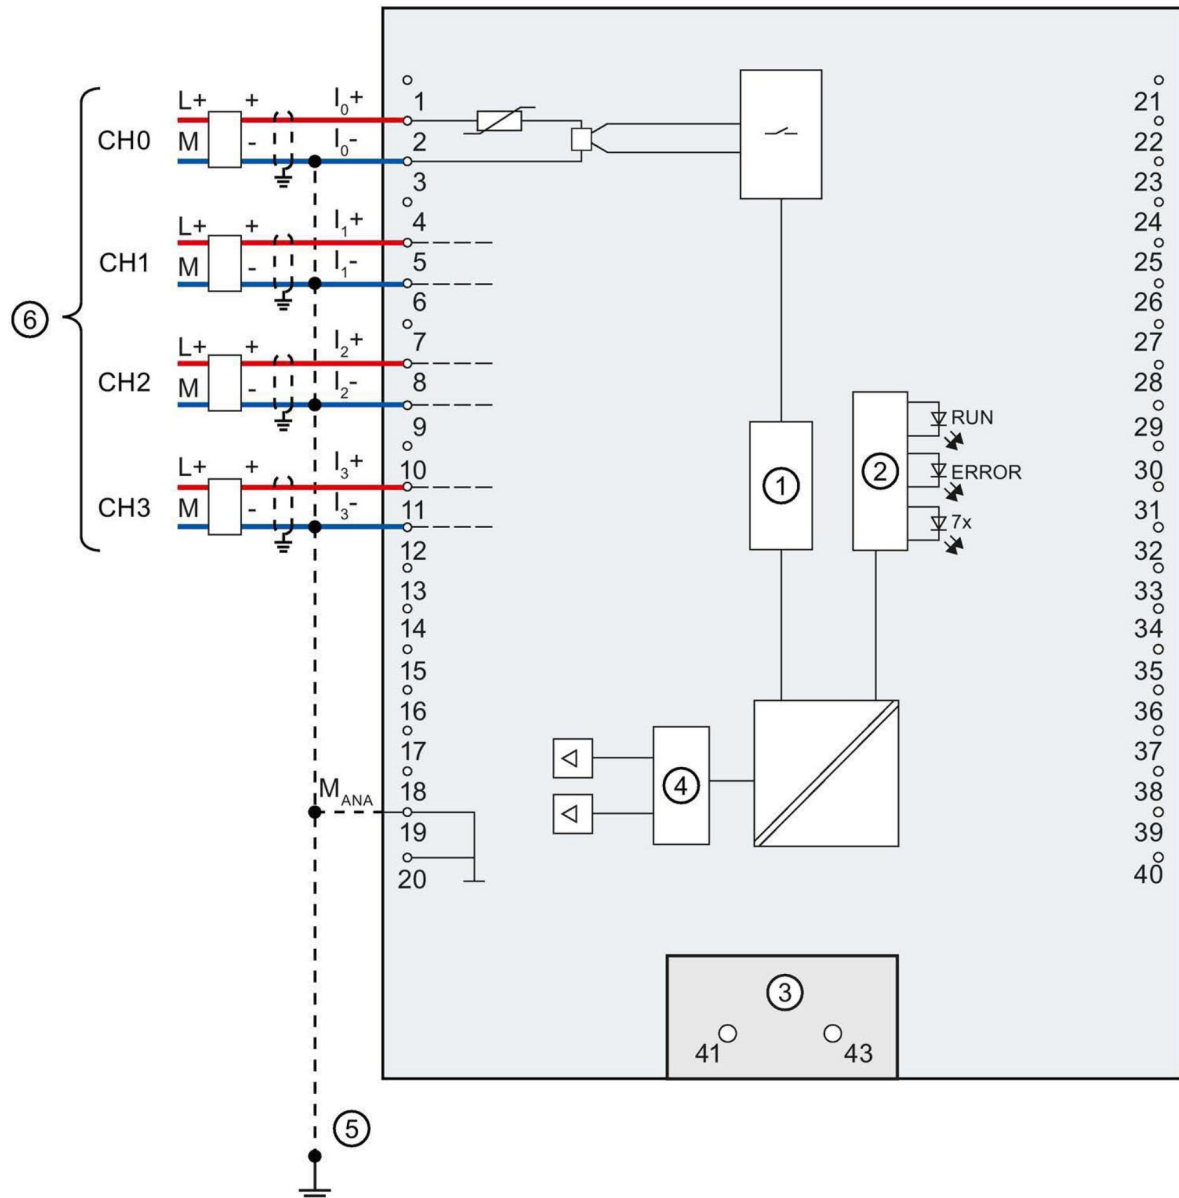 L+ + I0+ 1 21
CH0 M - I0- 2 22
3 23
L+ + I1+ 4 24
CH1 M - I1- 5 25
6 26
⑥
L+ + I2+ 7 27
CH2 M - I2- 8 28
9 29
L+ + I3+ 10 30
CH3 M - I3- 11 31
12 32
RUN
① ② ERROR
7x
13 33
14 34
15 35
16 36
17 37
MANA 18 38
④
19 39
20 40
③
41 43
⑤